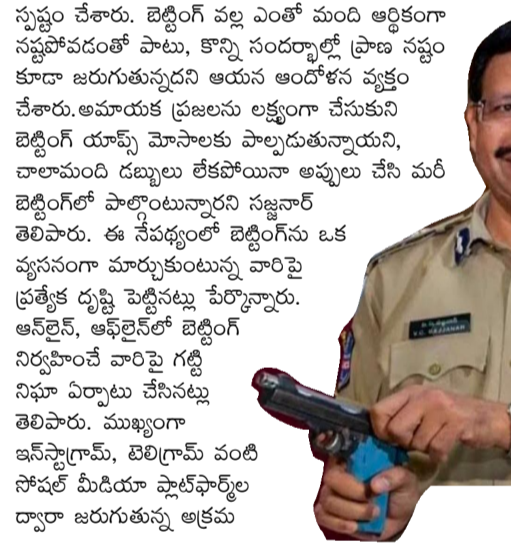 స్పష్టం చేశారు. బెట్టింగ్ వల్ల ఎంతో మంది ఆర్థికంగా
నష్టపోవడంతో పాటు, కొన్ని సందర్భాల్లో ప్రాణ నష్టం
కూడా జరుగుతున్నదని ఆయన ఆందోళన వ్యక్తం
చేశారు.అమాయక ప్రజలను లక్ష్యంగా చేసుకుని
బెట్టింగ్ యాప్స్ మోసాలకు పాల్పడుతున్నాయని,
చాలామంది డబ్బులు లేకపోయినా అప్పులు చేసి మరీ
బెట్టింగ్‌లో పాల్గొంటున్నారని సజ్జనార్
తెలిపారు. ఈ నేపథ్యంలో బెట్టింగ్‌ను ఒక
వ్యసనంగా మార్చుకుంటున్న వారిపై
ప్రత్యేక దృష్టి పెట్టినట్లు పేర్కొన్నారు.
ఆన్‌లైన్, ఆఫ్‌లైన్‌లో బెట్టింగ్
నిర్వహించే వారిపై గట్టి
నిఘా ఏర్పాటు చేసినట్లు
తెలిపారు. ముఖ్యంగా
ఇన్‌స్టాగ్రామ్, టెలిగ్రామ్ వంటి
సోషల్ మీడియా ప్లాట్‌ఫార్మ్‌ల
ద్వారా జరుగుతున్న అక్రమ
V.C. SAJJANAR